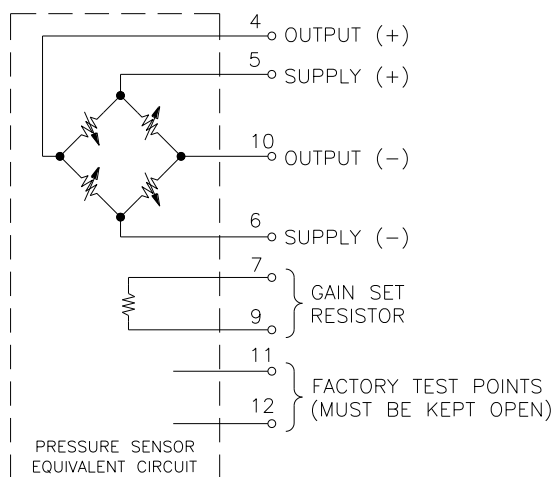 4
OUTPUT (+)
5
SUPPLY (+)
10
OUTPUT (−)
6
SUPPLY (−)
7
GAIN SET
RESISTOR
9
11
FACTORY TEST POINTS
(MUST BE KEPT OPEN)
12
PRESSURE SENSOR
EQUIVALENT CIRCUIT